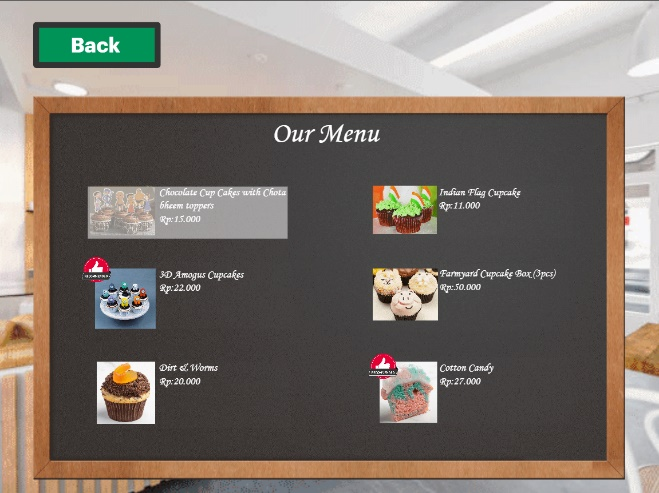 Back
Our Menu
Chocolate Cup Cakes with Chota
bheem toppers
Rp:15.000
Indian Flag Cupcake
Rp:11.000
3D Amogus Cupcakes
Rp:22.000
Farmyard Cupcake Box (3pcs)
Rp:50.000
Dirt & Worms
Rp:20.000
Cotton Candy
Rp:27.000